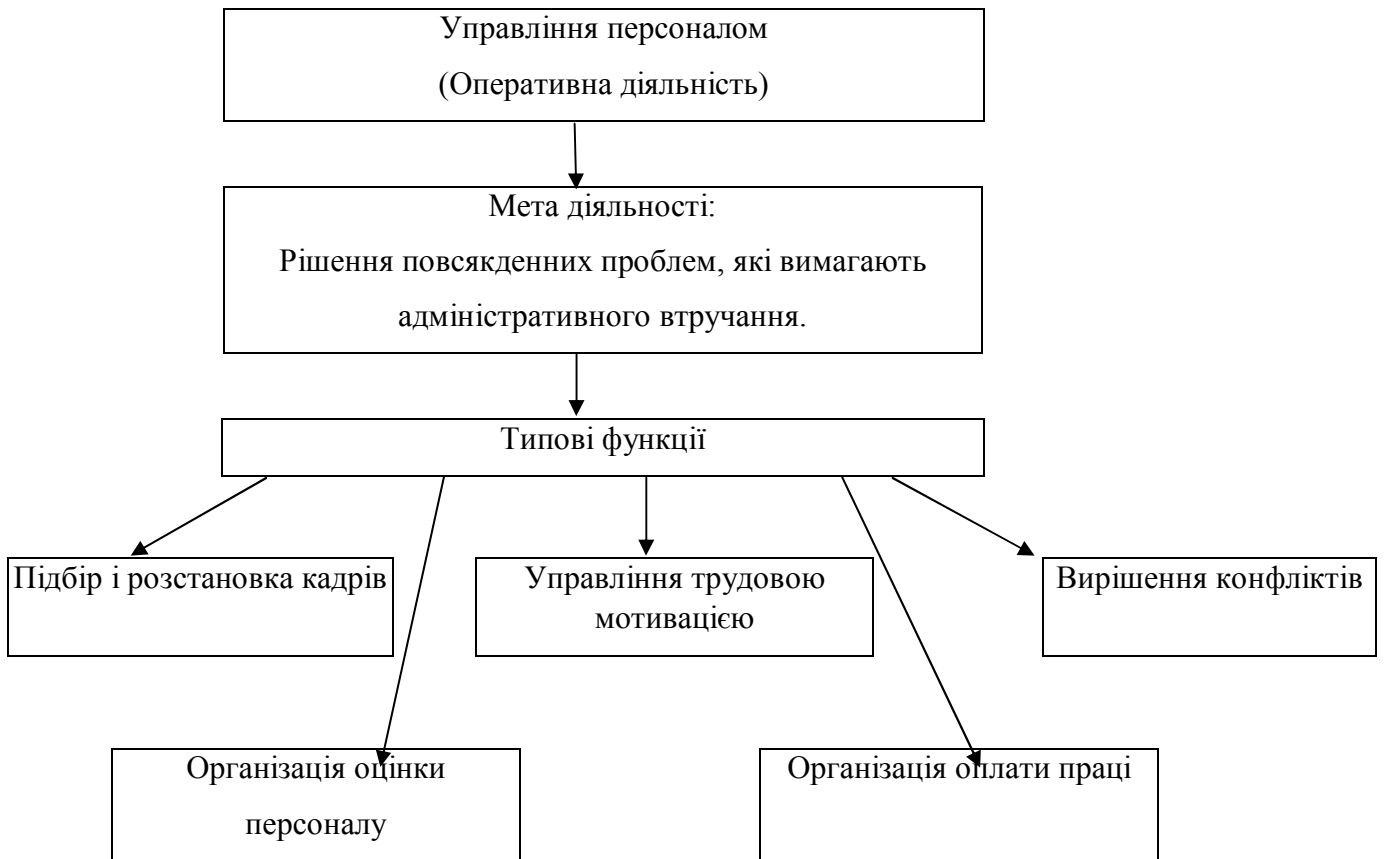 Управління персоналом
(Оперативна діяльність)
Мета діяльності:
Рішення повсякденних проблем, які вимагають
адміністративного втручання.
Типові функції
Підбір і розстановка кадрів
Управління трудовою
мотивацією
Вирішення конфліктів
Організація оцінки
персоналу
Організація оплати праці